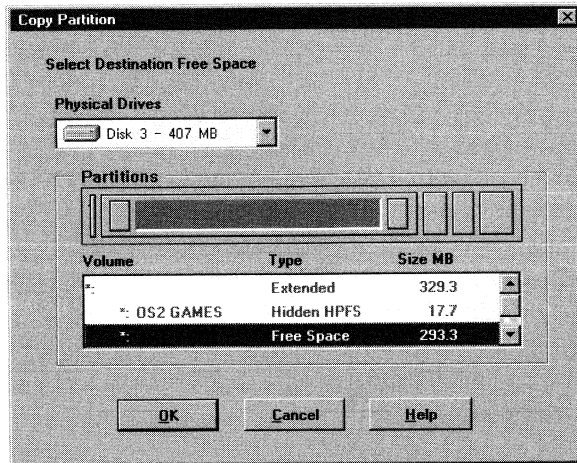 Copy Partition
Select Destination Free Space
Physical Drives
Disk 3 - 407 MB
Partitions
Volume Type Size MB
*: Extended 329.3
*: OS2 GAMES Hidden HPFS 17.7
*: Free Space 293.3
OK Cancel Help